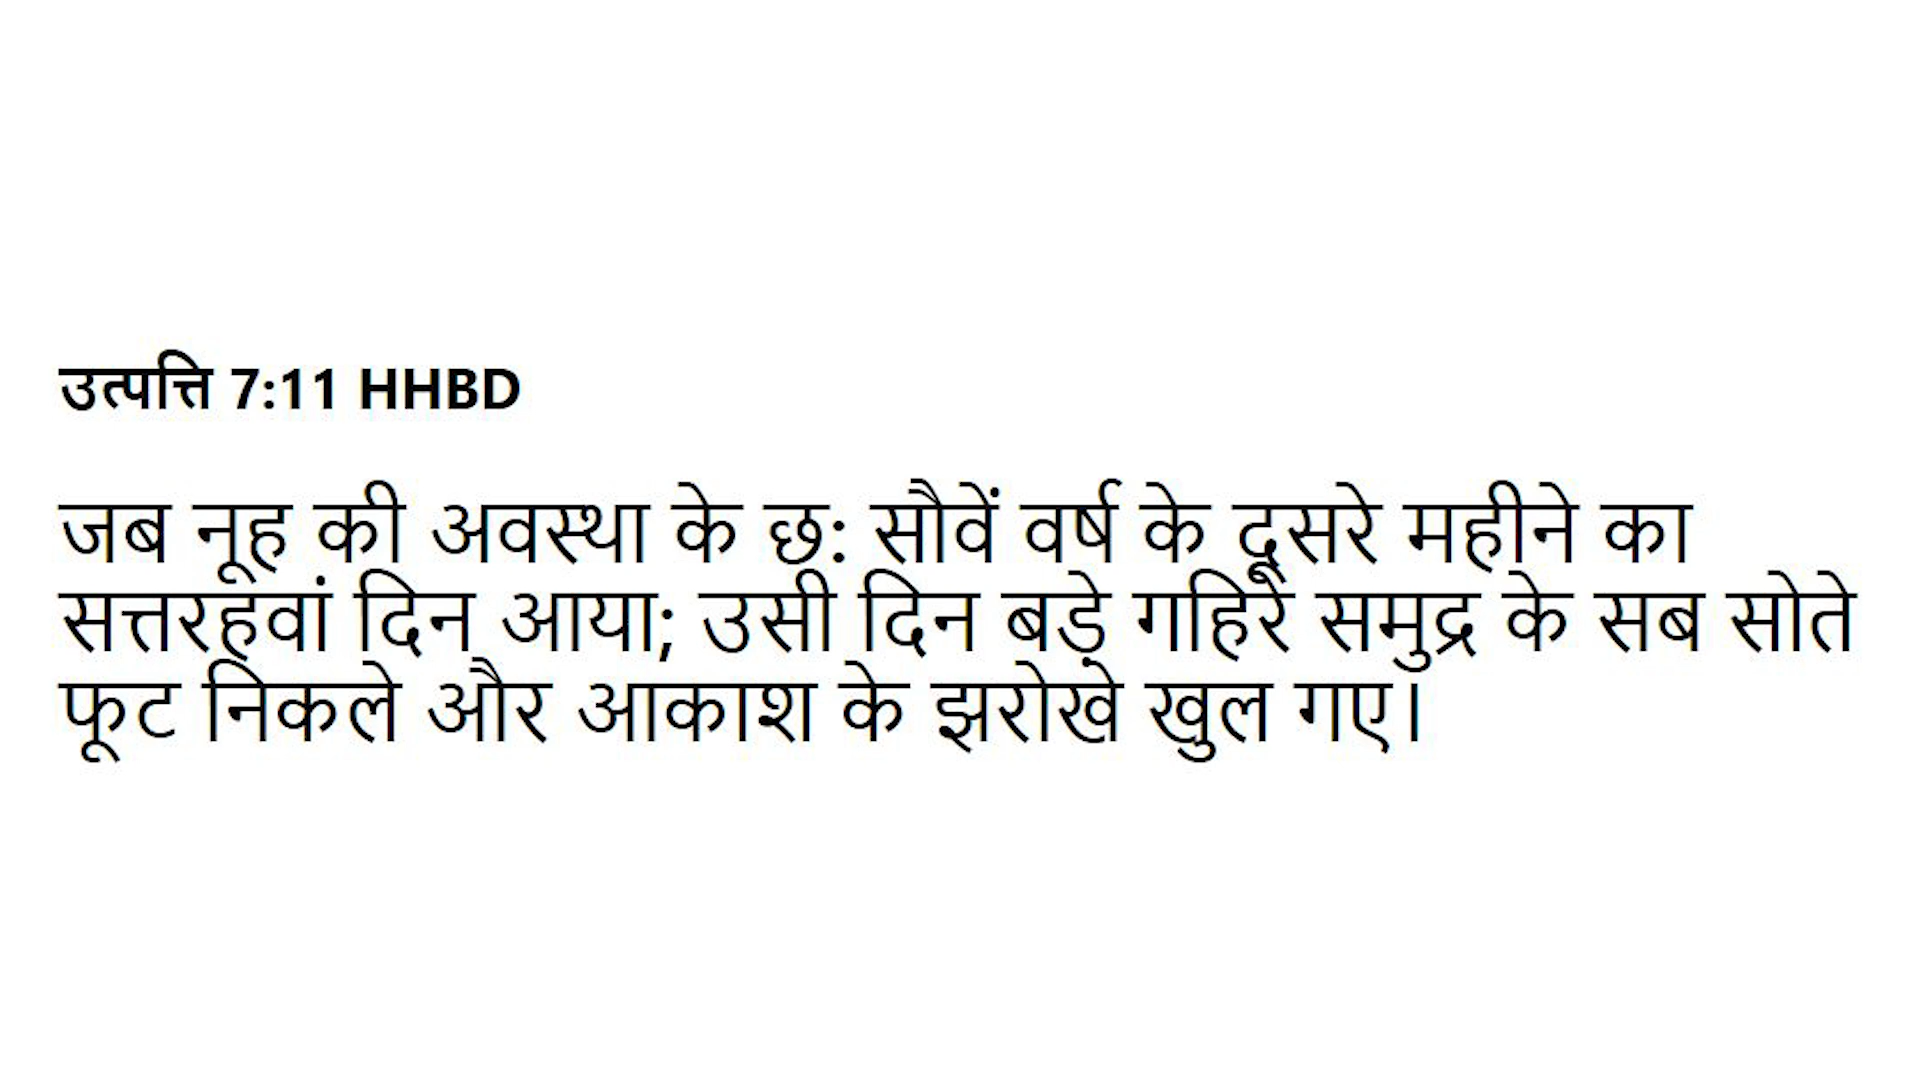 उत्पत्ति 7:11 HHBD
जब नूह की अवस्था के छ: सौवें वर्ष के दूसरे महीने का
सत्तरहवां दिन आया; उसी दिन बड़े गहिरे समुद्र के सब सोते
फूट निकले और आकाश के झरोखे खुल गए।